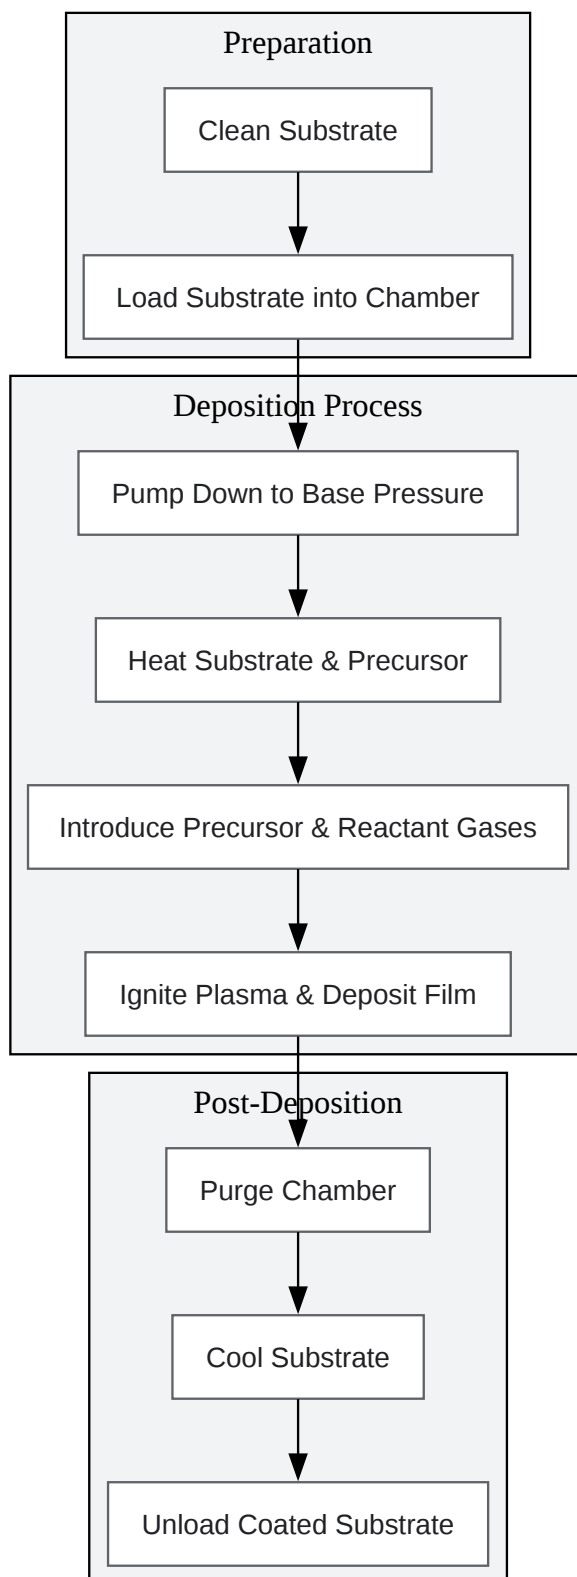 Preparation
Clean Substrate
Load Substrate into Chamber
Deposition Process
Pump Down to Base Pressure
Heat Substrate & Precursor
Introduce Precursor & Reactant Gases
Ignite Plasma & Deposit Film
Post-Deposition
Purge Chamber
Cool Substrate
Unload Coated Substrate